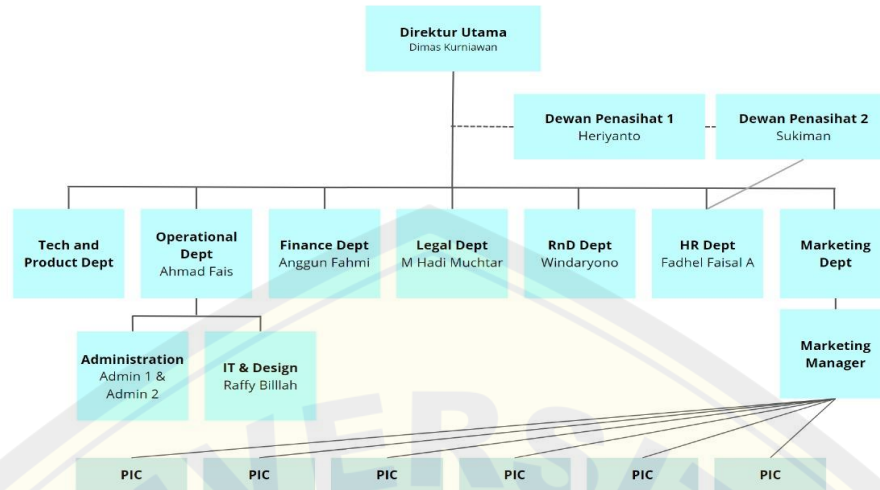 Direktur Utama
Dimas Kurniawan
Dewan Penasihat 1
Heriyanto
Dewan Penasihat 2
Sukiman
Tech and
Product Dept
Operational
Dept
Ahmad Fais
Finance Dept
Anggun Fahmi
Legal Dept
M Hadi Muchtar
RnD Dept
Windaryono
HR Dept
Fadhel Faisal A
Marketing
Dept
Administration
Admin 1 &
Admin 2
IT & Design
Raffy Billlah
Marketing
Manager
PIC
PIC
PIC
PIC
PIC
PIC